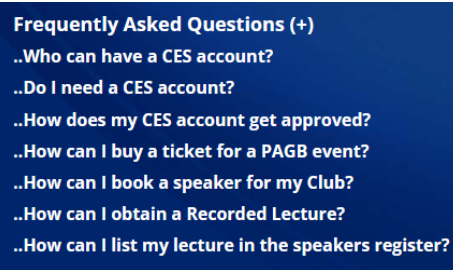 Frequently Asked Questions (+)
..Who can have a CES account?
..Do I need a CES account?
..How does my CES account get approved?
..How can I buy a ticket for a PAGB event?
..How can I book a speaker for my Club?
..How can I obtain a Recorded Lecture?
..How can I list my lecture in the speakers register?